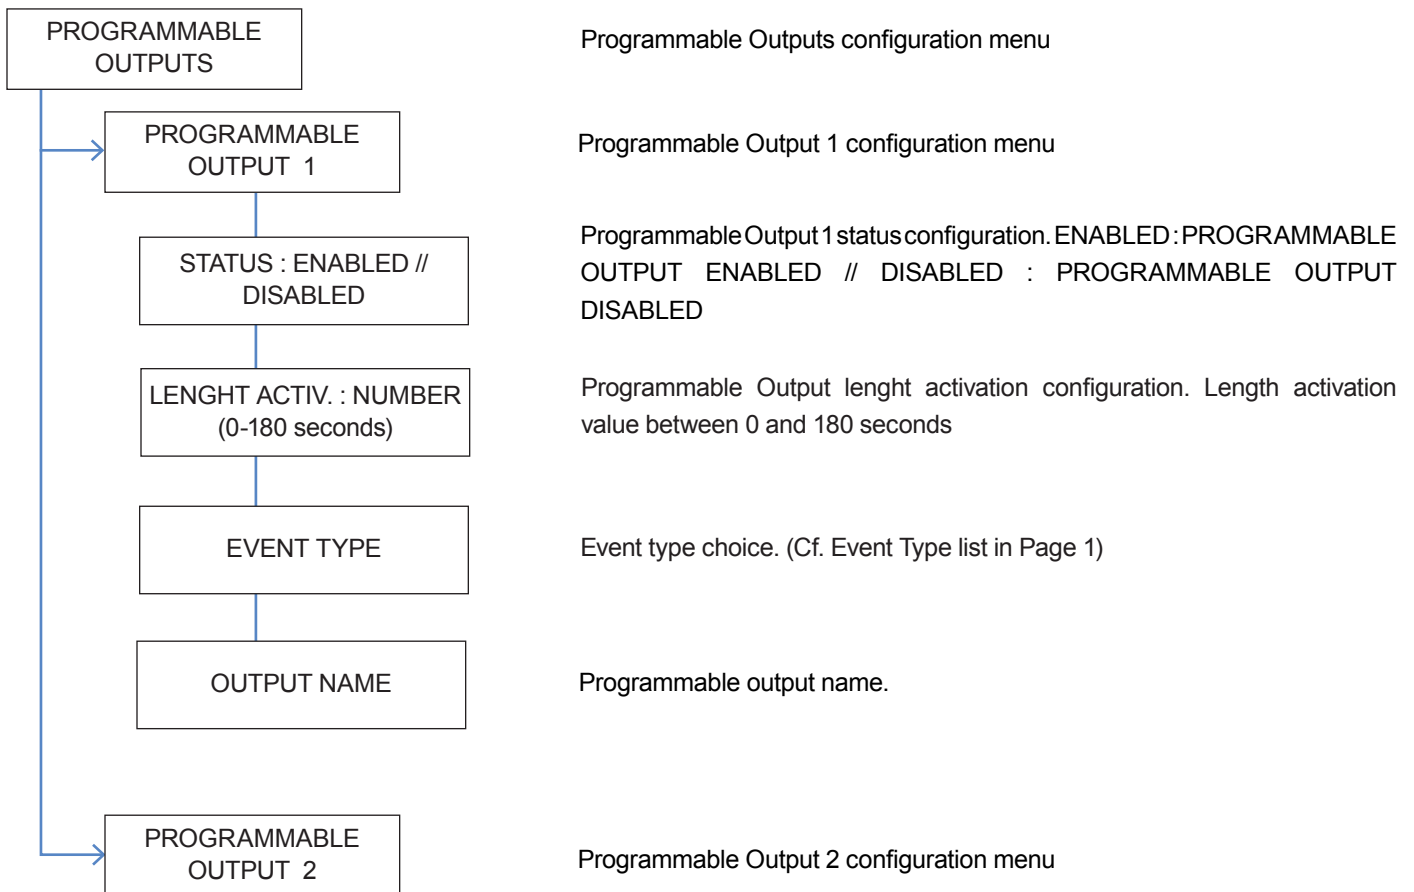 PROGRAMMABLE
OUTPUTS
Programmable Outputs configuration menu
PROGRAMMABLE
OUTPUT 1
Programmable Output 1 configuration menu
STATUS : ENABLED //
DISABLED
Programmable Output 1 status configuration. ENABLED : PROGRAMMABLE
OUTPUT ENABLED // DISABLED : PROGRAMMABLE OUTPUT
DISABLED
LENGHT ACTIV. : NUMBER
(0-180 seconds)
Programmable Output lenght activation configuration. Length activation
value between 0 and 180 seconds
EVENT TYPE
Event type choice. (Cf. Event Type list in Page 1)
OUTPUT NAME
Programmable output name.
PROGRAMMABLE
OUTPUT 2
Programmable Output 2 configuration menu